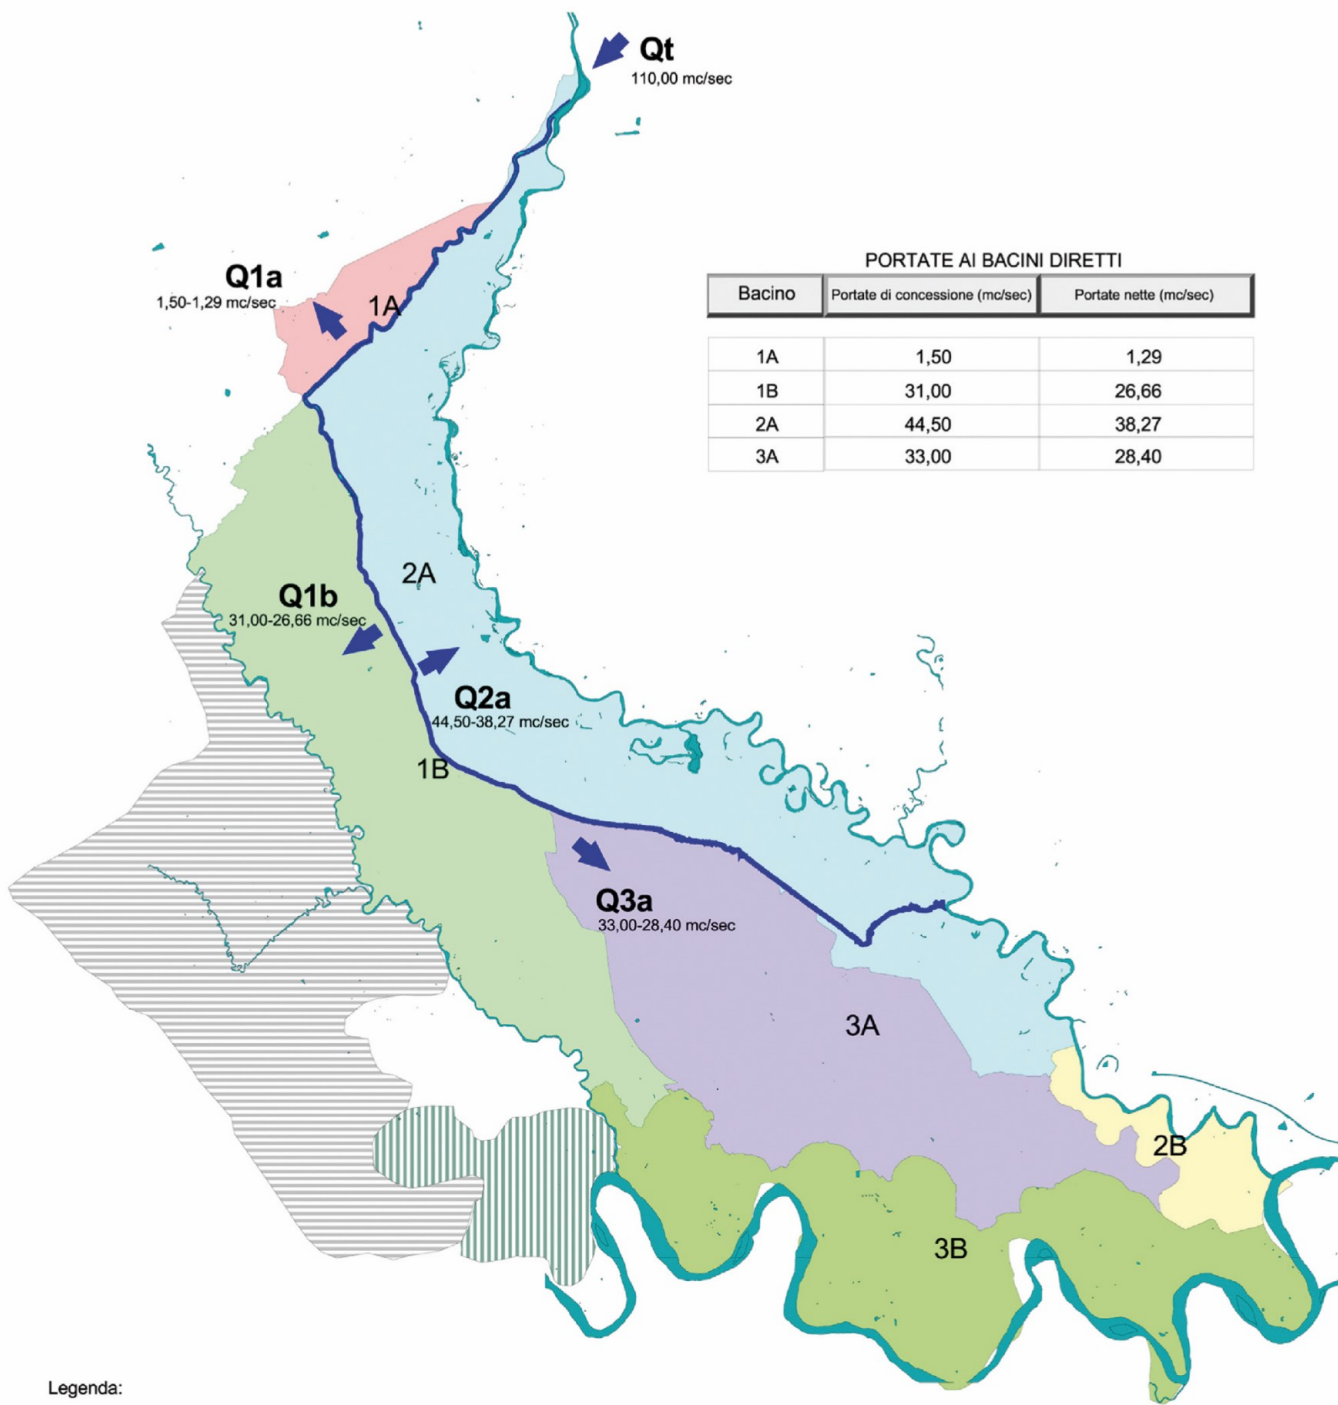 Qt
110,00 mc/sec
Q1a
1,50-1,29 mc/sec
1A
PORTATE AI BACINI DIRETTI
Bacino Portate di concessione (mc/sec) Portate nette (mc/sec)
1A 1,50 1,29
1B 31,00 26,66
2A 44,50 38,27
3A 33,00 28,40
2A
Q1b
31,00-26,66 mc/sec
Q2a
44,50-38,27 mc/sec
1B
Q3a
33,00-28,40 mc/sec
3A
2B
3B
Legenda: